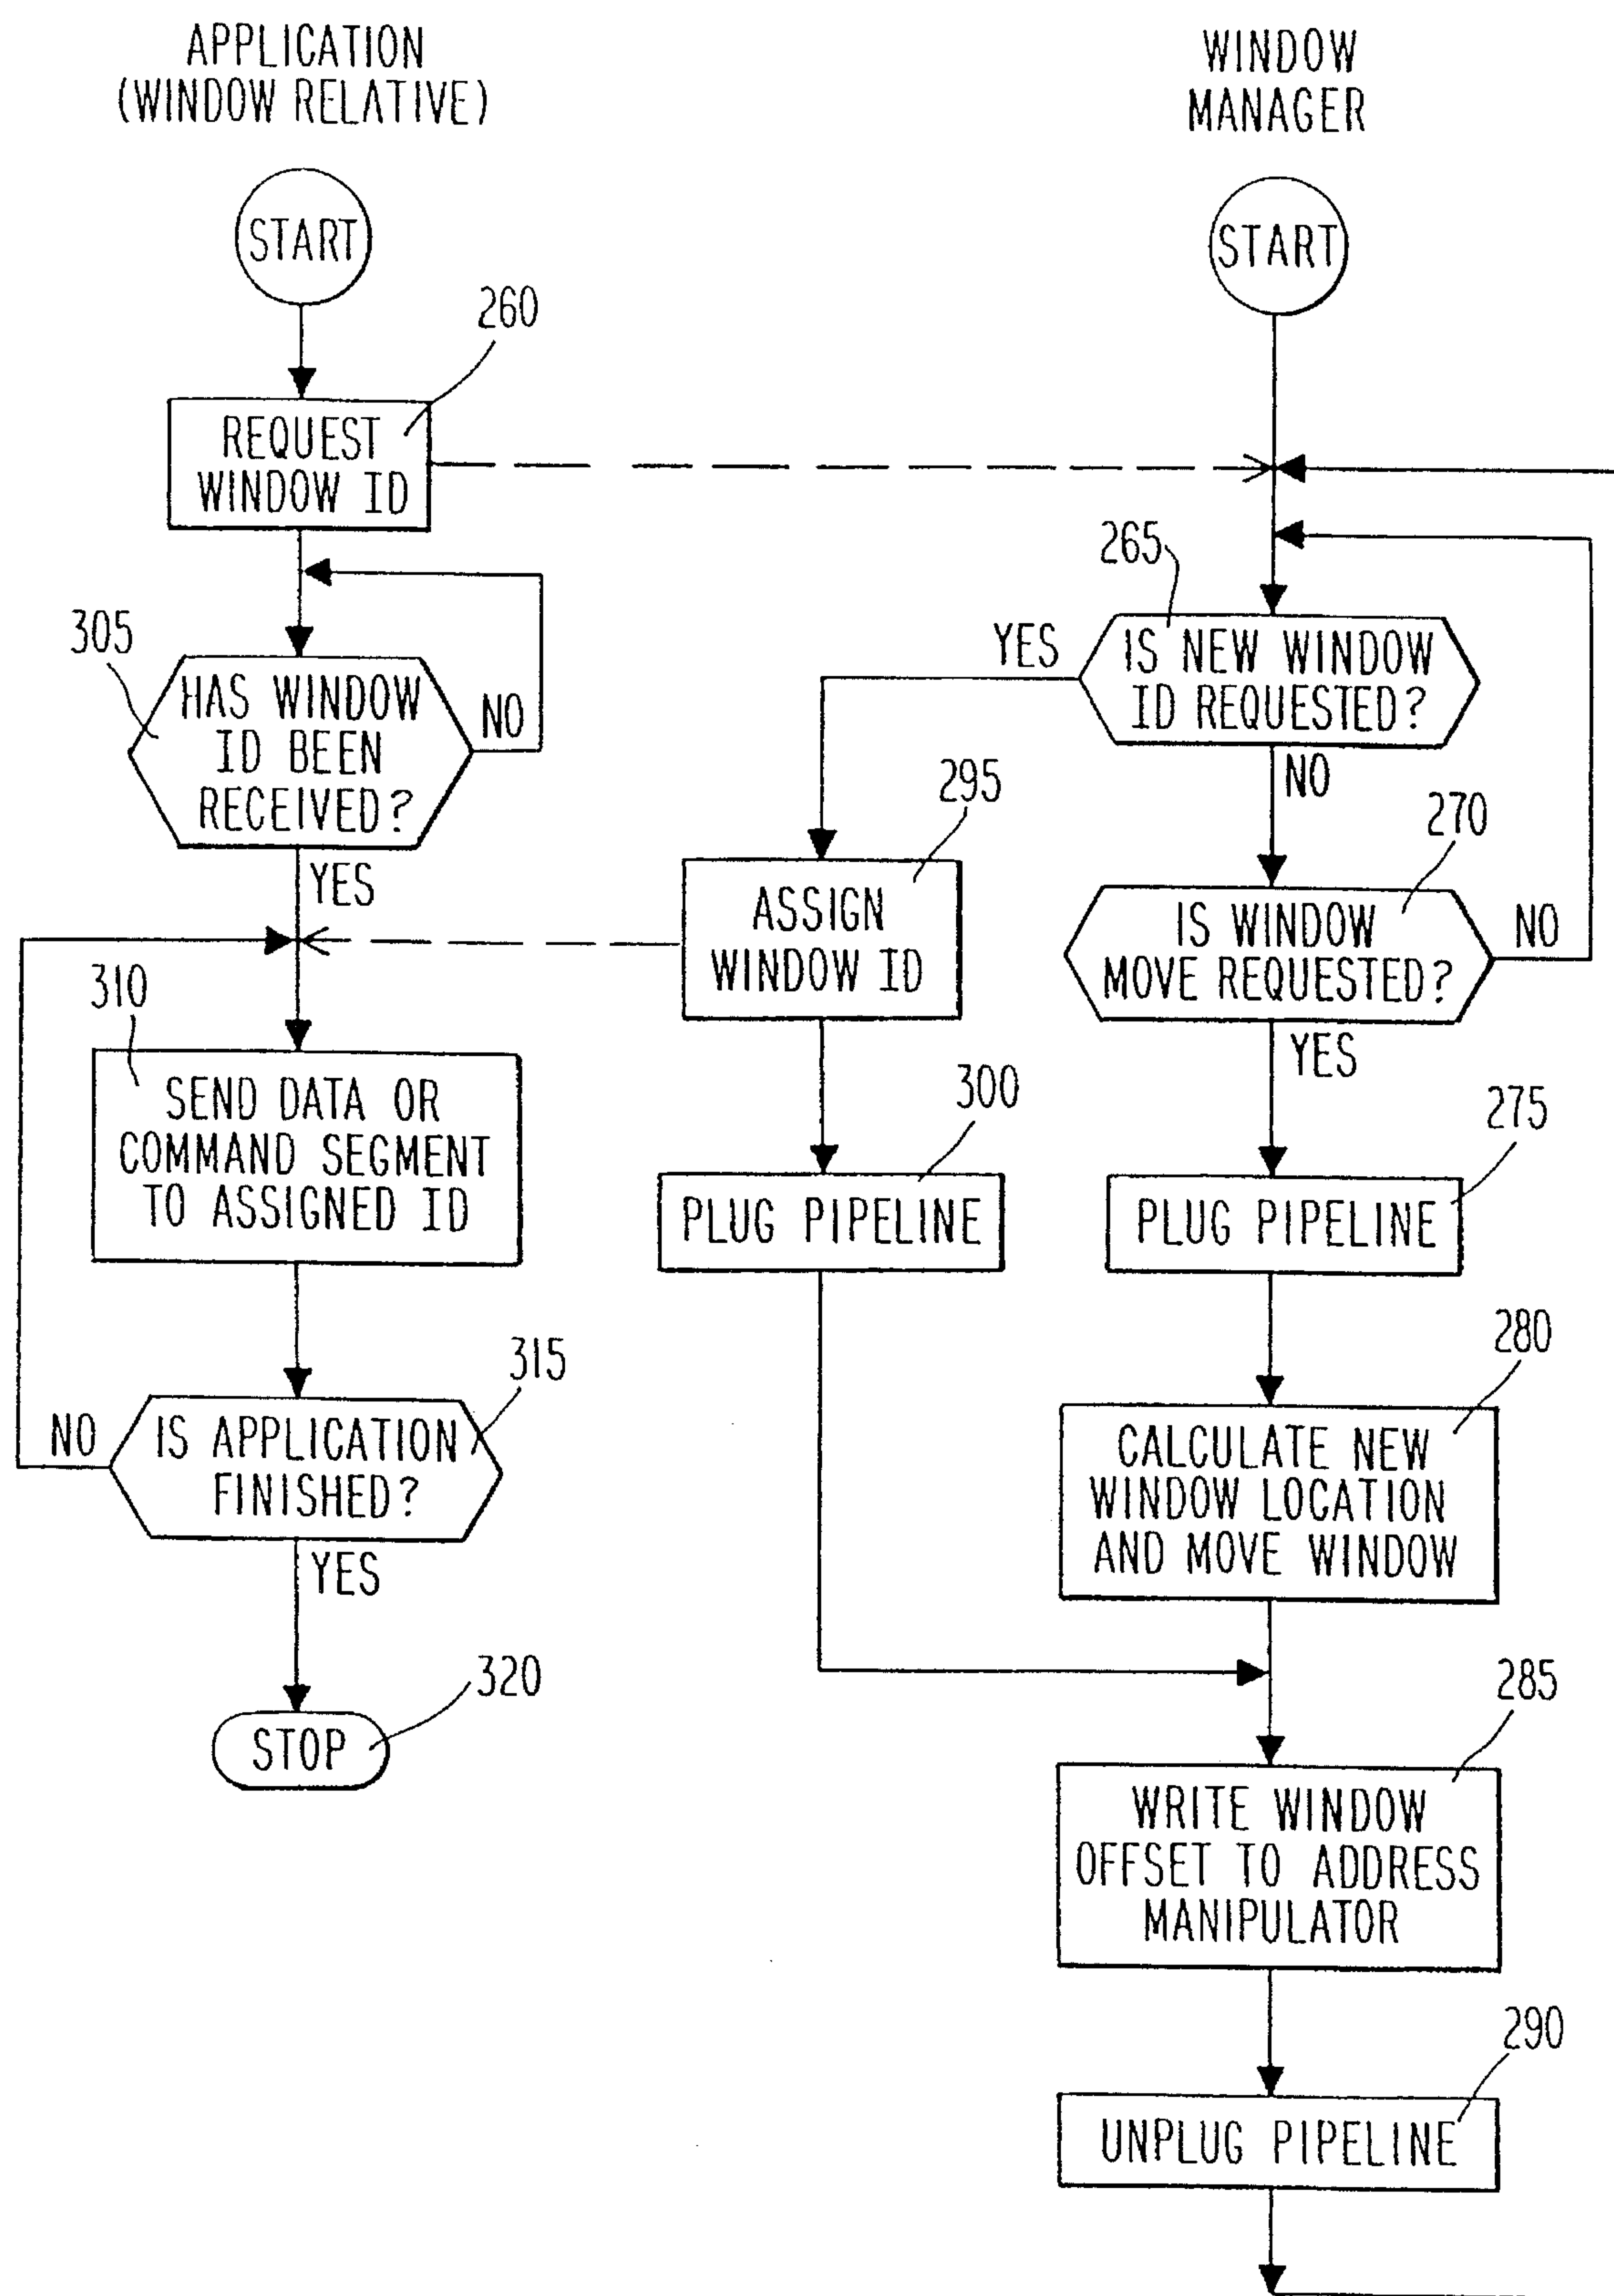 APPLICATION
(WINDOW RELATIVE)
START
260
REQUEST
WINDOW ID
305
HAS WINDOW
ID BEEN
RECEIVED?
NO
YES
310
SEND DATA OR
COMMAND SEGMENT
TO ASSIGNED ID
315
NO
IS APPLICATION
FINISHED?
YES
320
STOP
WINDOW
MANAGER
START
265
YES
IS NEW WINDOW
ID REQUESTED?
NO
295
ASSIGN
WINDOW ID
300
PLUG PIPELINE
270
IS WINDOW
MOVE REQUESTED?
NO
YES
275
PLUG PIPELINE
280
CALCULATE NEW
WINDOW LOCATION
AND MOVE WINDOW
285
WRITE WINDOW
OFFSET TO ADDRESS
MANIPULATOR
290
UNPLUG PIPELINE